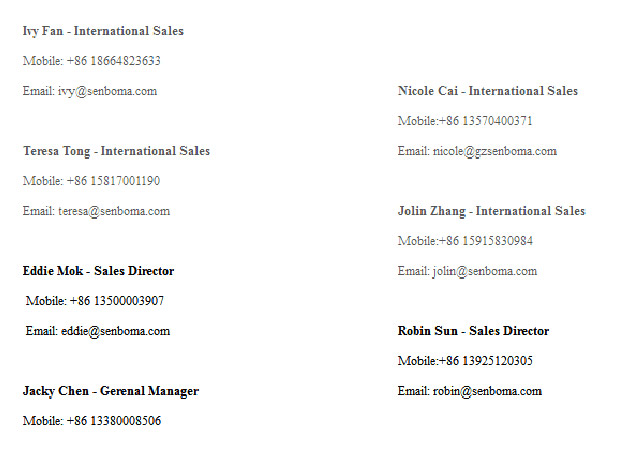 Ivy Fan - International Sales
Mobile: +86 18664823633
Email: ivy@senboma.com
Teresa Tong - International Sales
Mobile: +86 15817001190
Email: teresa@senboma.com
Eddie Mok - Sales Director
Mobile: +86 13500003907
Email: eddie@senboma.com
Jacky Chen - Gerenal Manager
Mobile: +86 13380008506
Nicole Cai - International Sales
Mobile:+86 13570400371
Email: nicole@gzsenboma.com
Jolin Zhang - International Sales
Mobile:+86 15915830984
Email: jolin@senboma.com
Robin Sun - Sales Director
Mobile:+86 13925120305
Email: robin@senboma.com